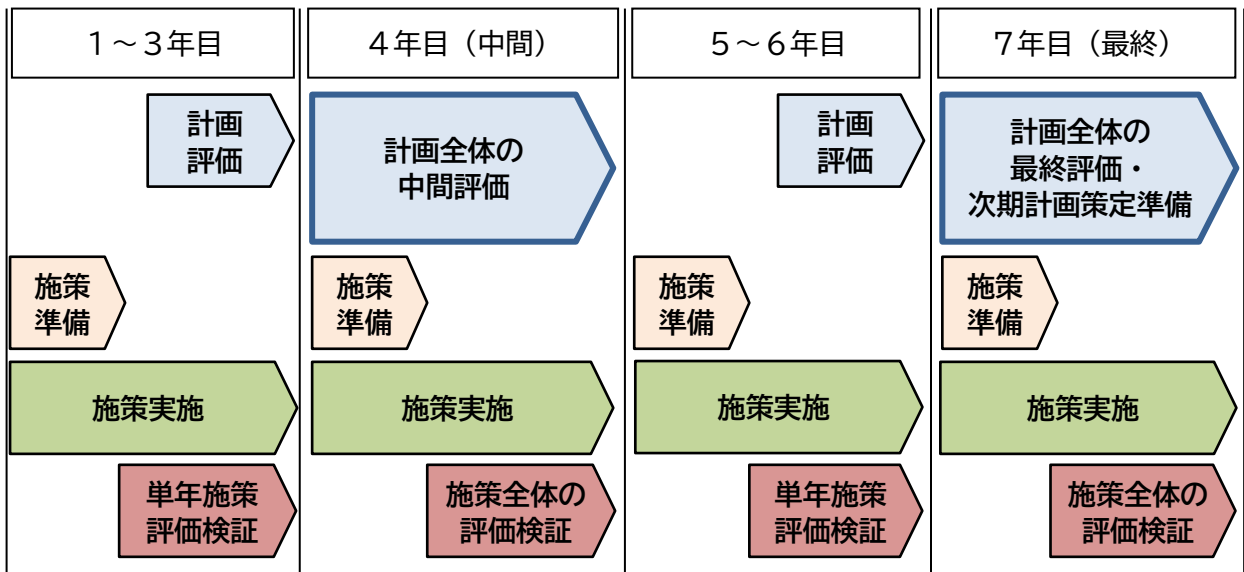 １～３年目
４年目（中間）
５～６年目
７年目（最終）
計画
評価
計画全体の
中間評価
計画
評価
計画全体の
最終評価・
次期計画策定準備
施策
準備
施策
準備
施策
準備
施策
準備
施策実施
施策実施
施策実施
施策実施
単年施策
評価検証
施策全体の
評価検証
単年施策
評価検証
施策全体の
評価検証